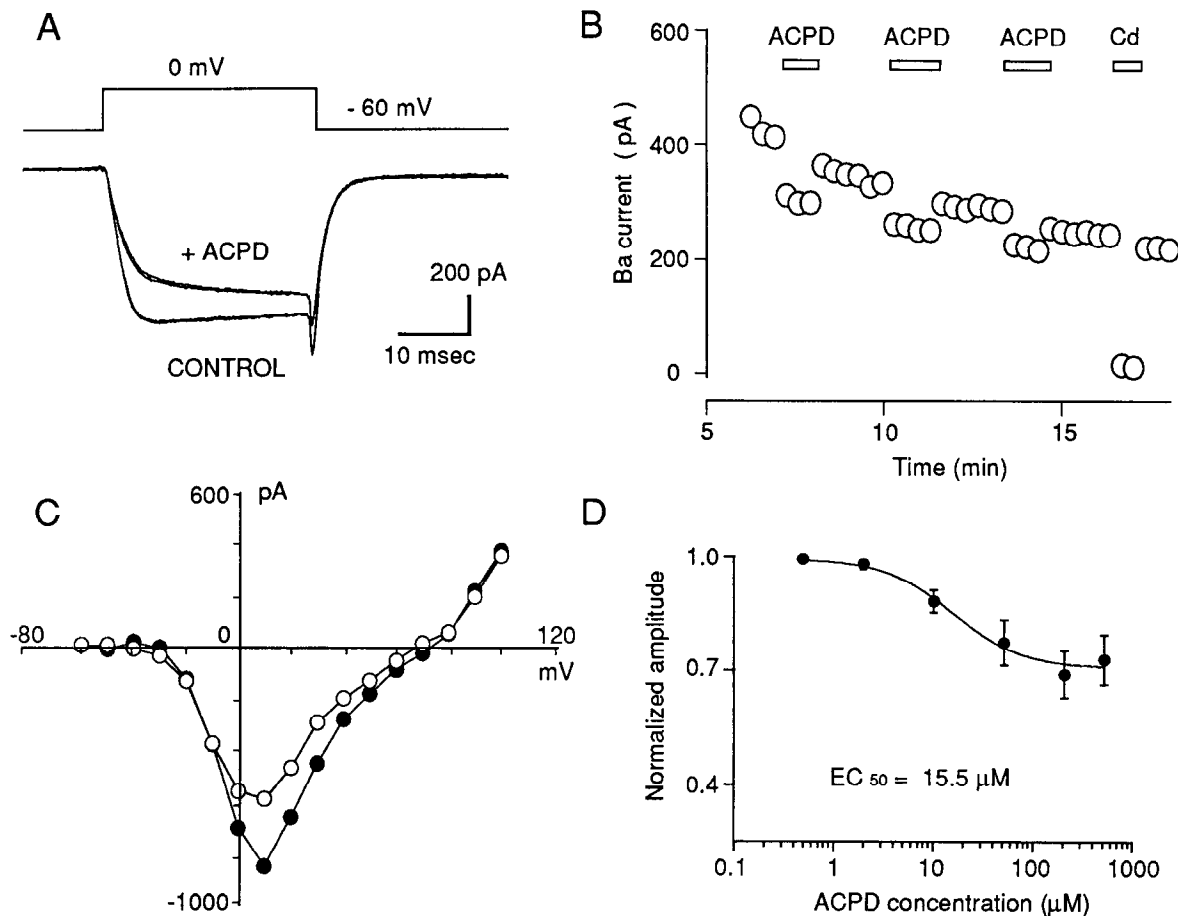 A
0 mV
- 60 mV
+ ACPD
200 pA
10 msec
CONTROL
B
ACPD ACPD ACPD Cd
600
400
200
0
Ba current ( pA)
5 10 15
Time (min)
C
600 pA
-80 0 120
mV
-1000
D
1.0
0.7
0.4
Normalized amplitude
EC 50 = 15.5 µM
0.1 1 10 100 1000
ACPD concentration (µM)